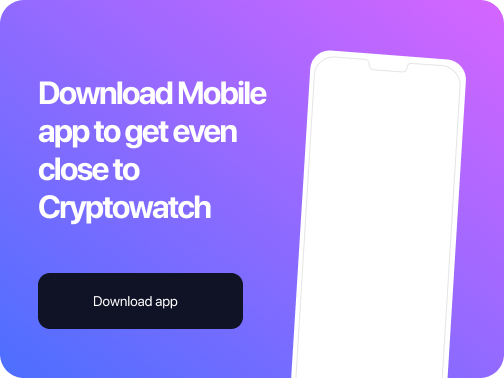 Download Mobile
app to get even
close to
Cryptowatch
Download app